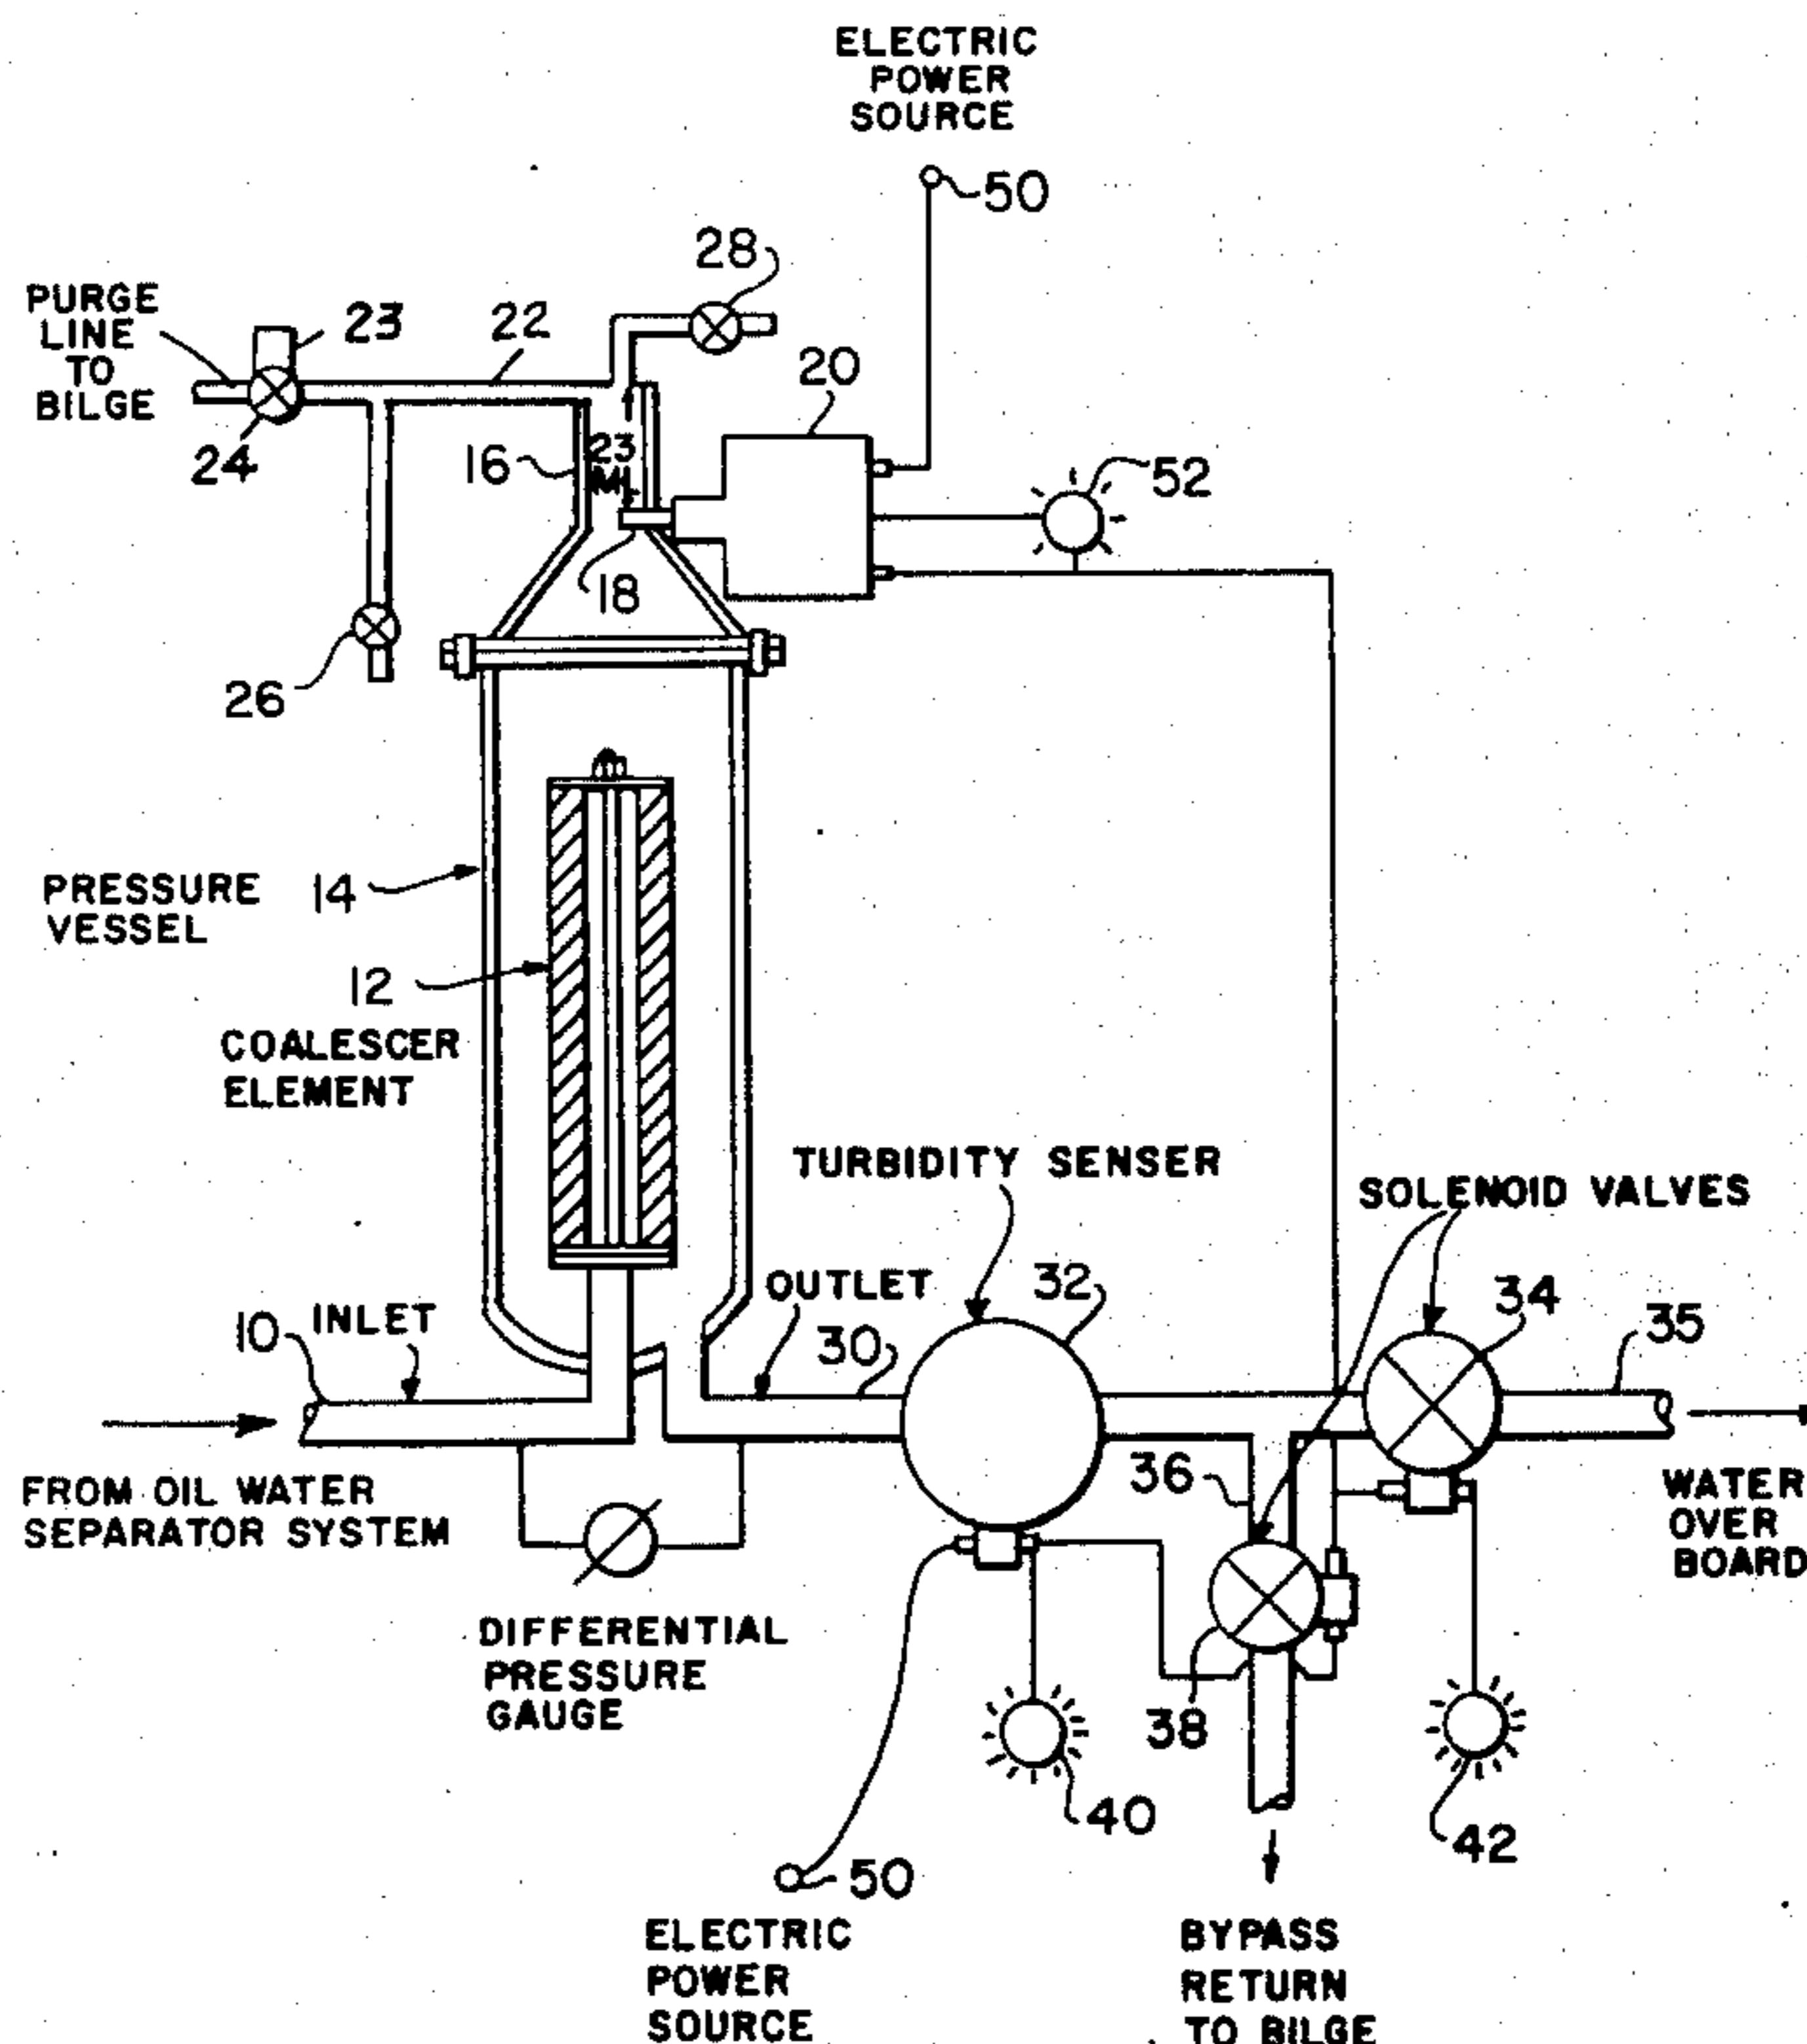 ELECTRIC
POWER
SOURCE
50
28
PURGE
LINE
TO
BILGE
23
22
20
24
16
23
ML
52
18
26
PRESSURE
VESSEL
14
12
COALESCER
ELEMENT
TURBIDITY SENSER
SOLENOID VALVES
OUTLET
32
34
35
10
INLET
30
FROM OIL WATER
SEPARATOR SYSTEM
36
WATER
OVER
BOARD
DIFFERENTIAL
PRESSURE
GAUGE
38
40
42
50
ELECTRIC
POWER
SOURCE
BYPASS
RETURN
TO BILGE